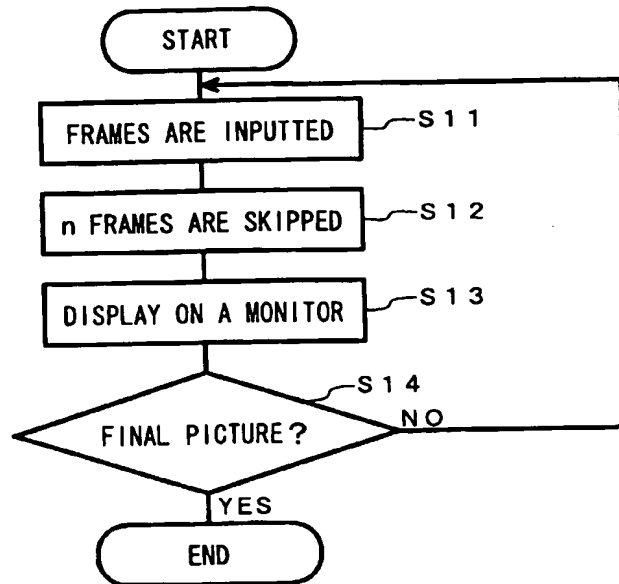 START
FRAMES ARE INPUTTED
S11
n FRAMES ARE SKIPPED
S12
DISPLAY ON A MONITOR
S13
S14
FINAL PICTURE?
NO
YES
END